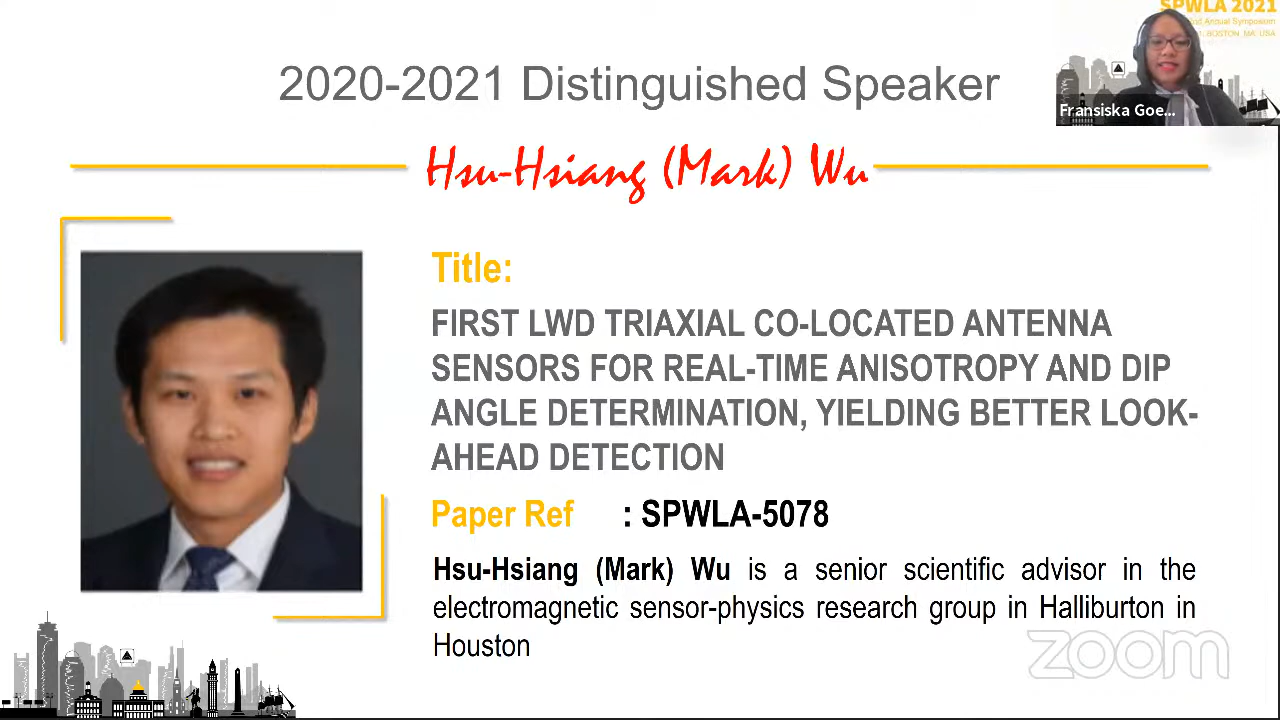 SPWLA 2021
Annual Symposium
BOSTON, MA, USA
Fransiska Goe...
2020-2021 Distinguished Speaker
Hsu-Hsiang (Mark) Wu
Title:
FIRST LWD TRIAXIAL CO-LOCATED ANTENNA
SENSORS FOR REAL-TIME ANISOTROPY AND DIP
ANGLE DETERMINATION, YIELDING BETTER LOOK-
AHEAD DETECTION
Paper Ref : SPWLA-5078
Hsu-Hsiang (Mark) Wu is a senior scientific advisor in the
electromagnetic sensor-physics research group in Halliburton in
Houston
zoom